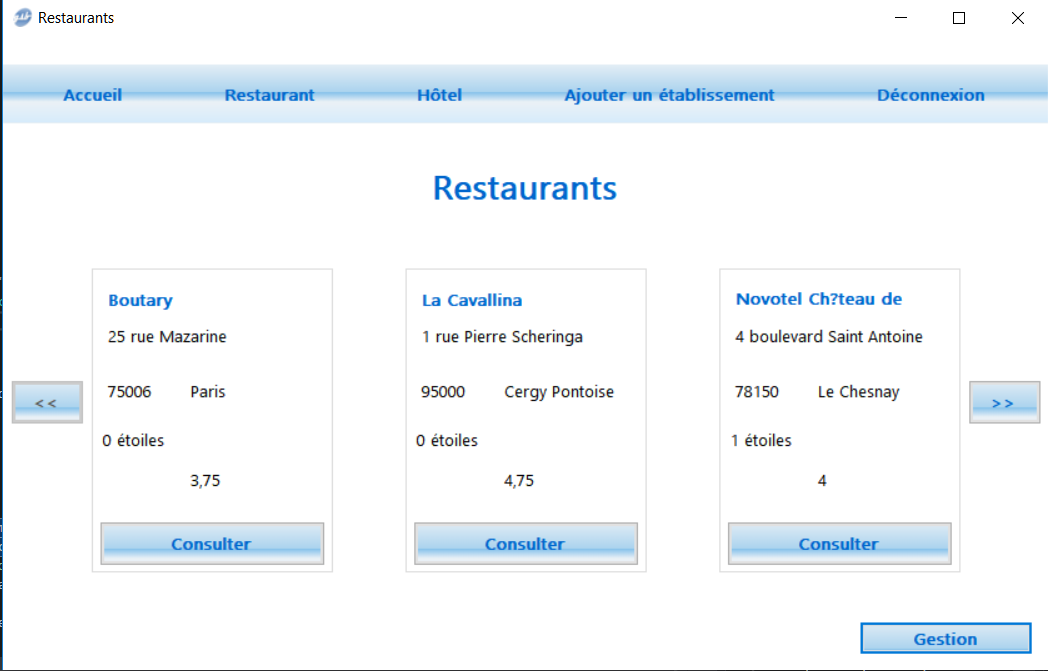 Restaurants
Accueil Restaurant Hôtel Ajouter un établissement Déconnexion
Restaurants
Boutary
25 rue Mazarine
75006 Paris
0 étoiles
3,75
Consulter
La Cavallina
1 rue Pierre Scheringa
95000 Cergy Pontoise
0 étoiles
4,75
Consulter
Novotel Ch?teau de
4 boulevard Saint Antoine
78150 Le Chesnay
1 étoiles
4
Consulter
<<
>>
Gestion